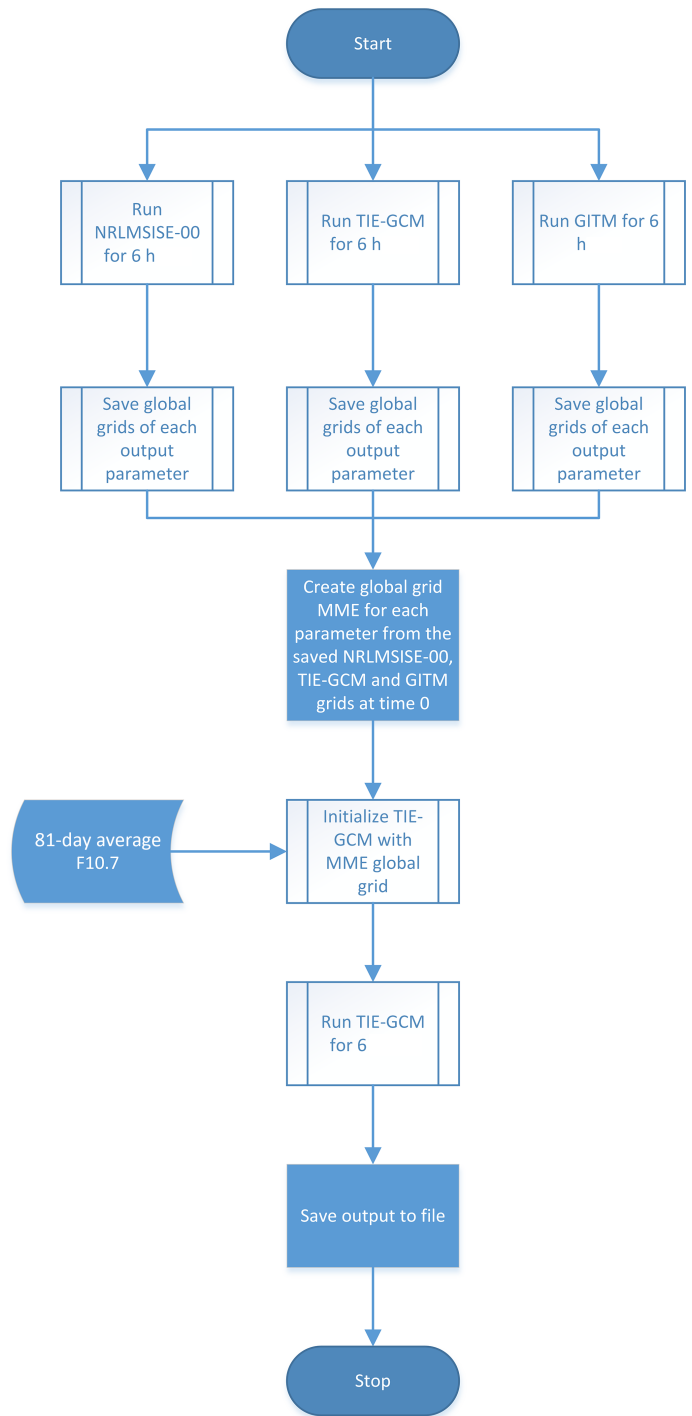 Start
Run
NRLMSISE-00
for 6 h
Run TIE-GCM
for 6 h
Run GITM for 6
h
Save global
grids of each
output
parameter
Save global
grids of each
output
parameter
Save global
grids of each
output
parameter
Create global grid
MME for each
parameter from the
saved NRLMSISE-00,
TIE-GCM and GITM
grids at time 0
81-day average
F10.7
Initialize TIE-
GCM with
MME global
grid
Run TIE-GCM
for 6
Save output to file
Stop